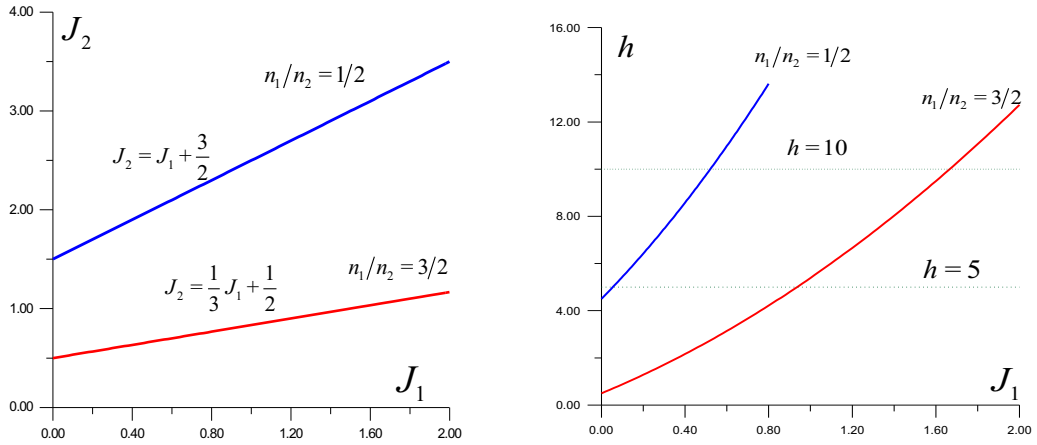 J₂
n₁/n₂ = 1/2
J₂ = J₁ + 3/2
n₁/n₂ = 3/2
J₂ = 1/3 J₁ + 1/2
J₁
4.00
3.00
2.00
1.00
0.00
0.00 0.40 0.80 1.20 1.60 2.00
h
n₁/n₂ = 1/2
n₁/n₂ = 3/2
h = 10
h = 5
J₁
16.00
12.00
8.00
4.00
0.00
0.00 0.40 0.80 1.20 1.60 2.00